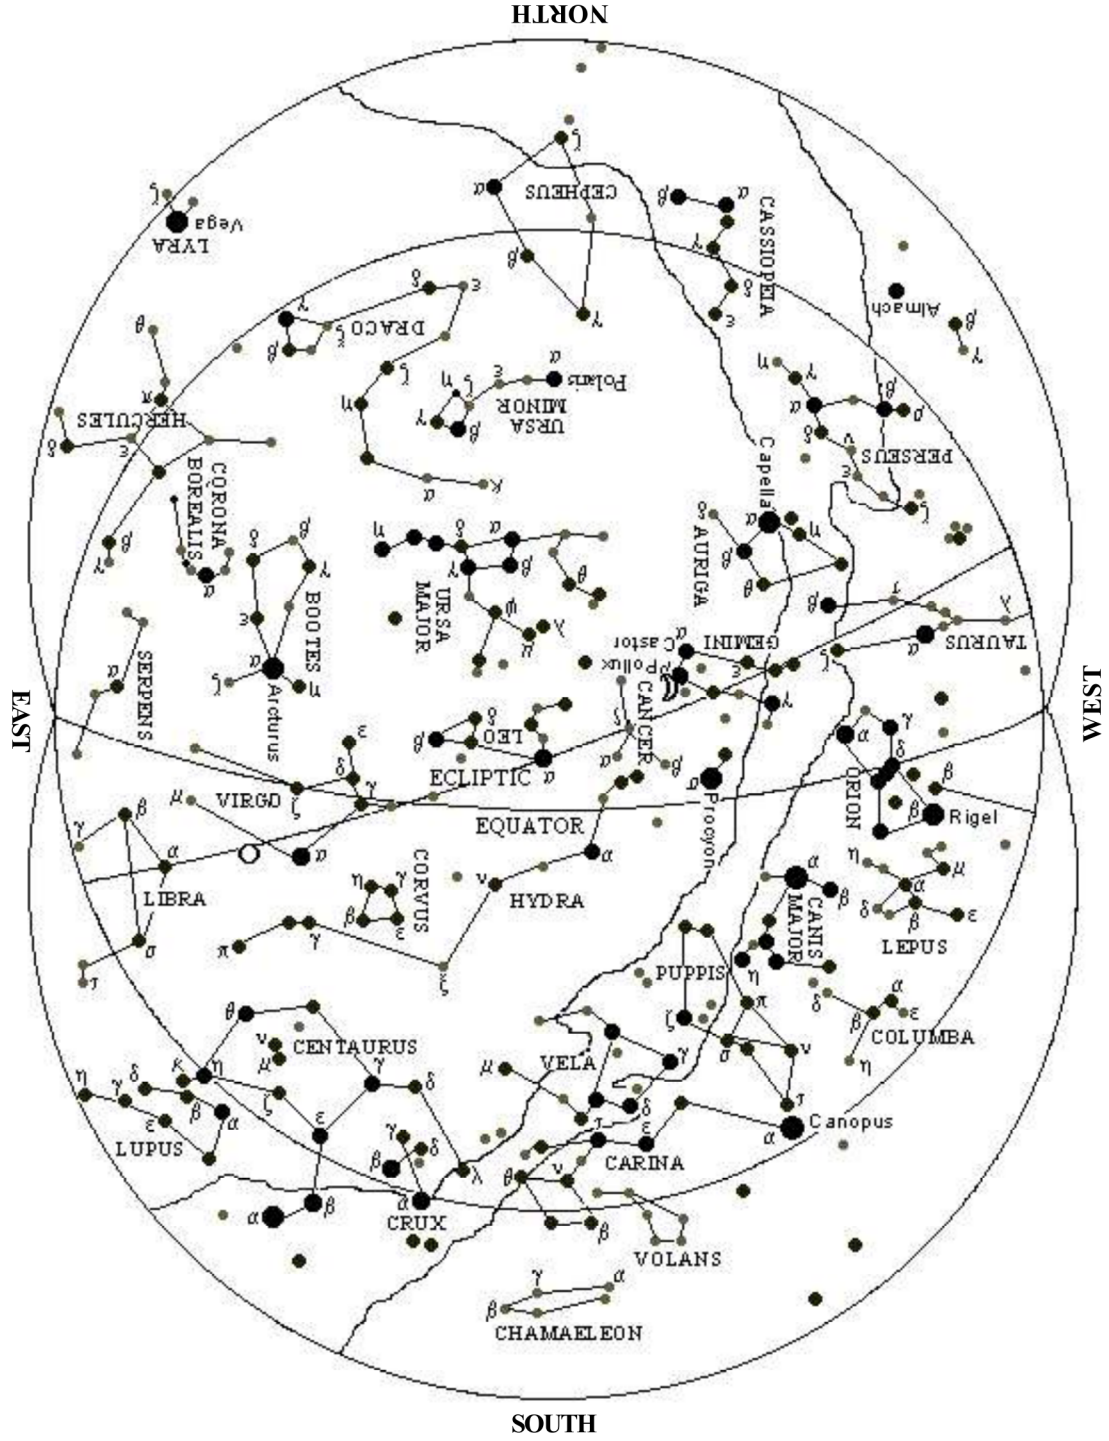 NORTH
ζ
α
CEPHEUS
β
α
CASSIOPEIA
ζ
Vega
LYRA
β
γ
δ
ε
γ
δ
ε
Almach
β
γ
γ
DRACO
ξ
β
θ
ζ
α
Polaris
ε
ζ
η
URSA
MINOR
η
γ
β
η
γ
α
β
ρ
δ
ν
PERSEUS
ε
ζ
π
HERCULES
δ
ε
κ
α
Capella
CORONA
BOREALIS
β
γ
α
δ
β
γ
ε
BOOTES
α
Arcturus
ζ
η
η
δ
α
γ
β
URSA
MAJOR
ψ
λ
μ
θ
δ
α
η
β
θ
AURIGA
β
τ
λ
α
TAURUS
ζ
α
Castor
GEMINI
β
Pollux
ε
γ
SERPENS
α
EAST
WEST
CANCER
δ
α
β
δ
LEO
β
α
ECLIPTIC
ε
δ
γ
VIRGO
ζ
μ
α
EQUATOR
α
Procyon
α
γ
δ
ORION
β
β
Rigel
β
γ
α
LIBRA
σ
τ
CORVUS
η
γ
β
ε
ν
HYDRA
α
π
γ
ξ
α
β
CANIS
MAJOR
η
η
μ
α
δ
β
ε
LEPUS
PUPPIS
π
ζ
σ
ν
τ
δ
α
β
ε
COLUMBA
η
θ
ν
CENTAURUS
μ
κ
η
γ
δ
ζ
ε
μ
VELA
γ
δ
η
γ
δ
β
α
ε
LUPUS
γ
δ
β
α
CRUX
λ
α
β
τ
ε
CARINA
θ
ν
β
α
Canopus
VOLANS
γ
α
β
CHAMAELEON
SOUTH